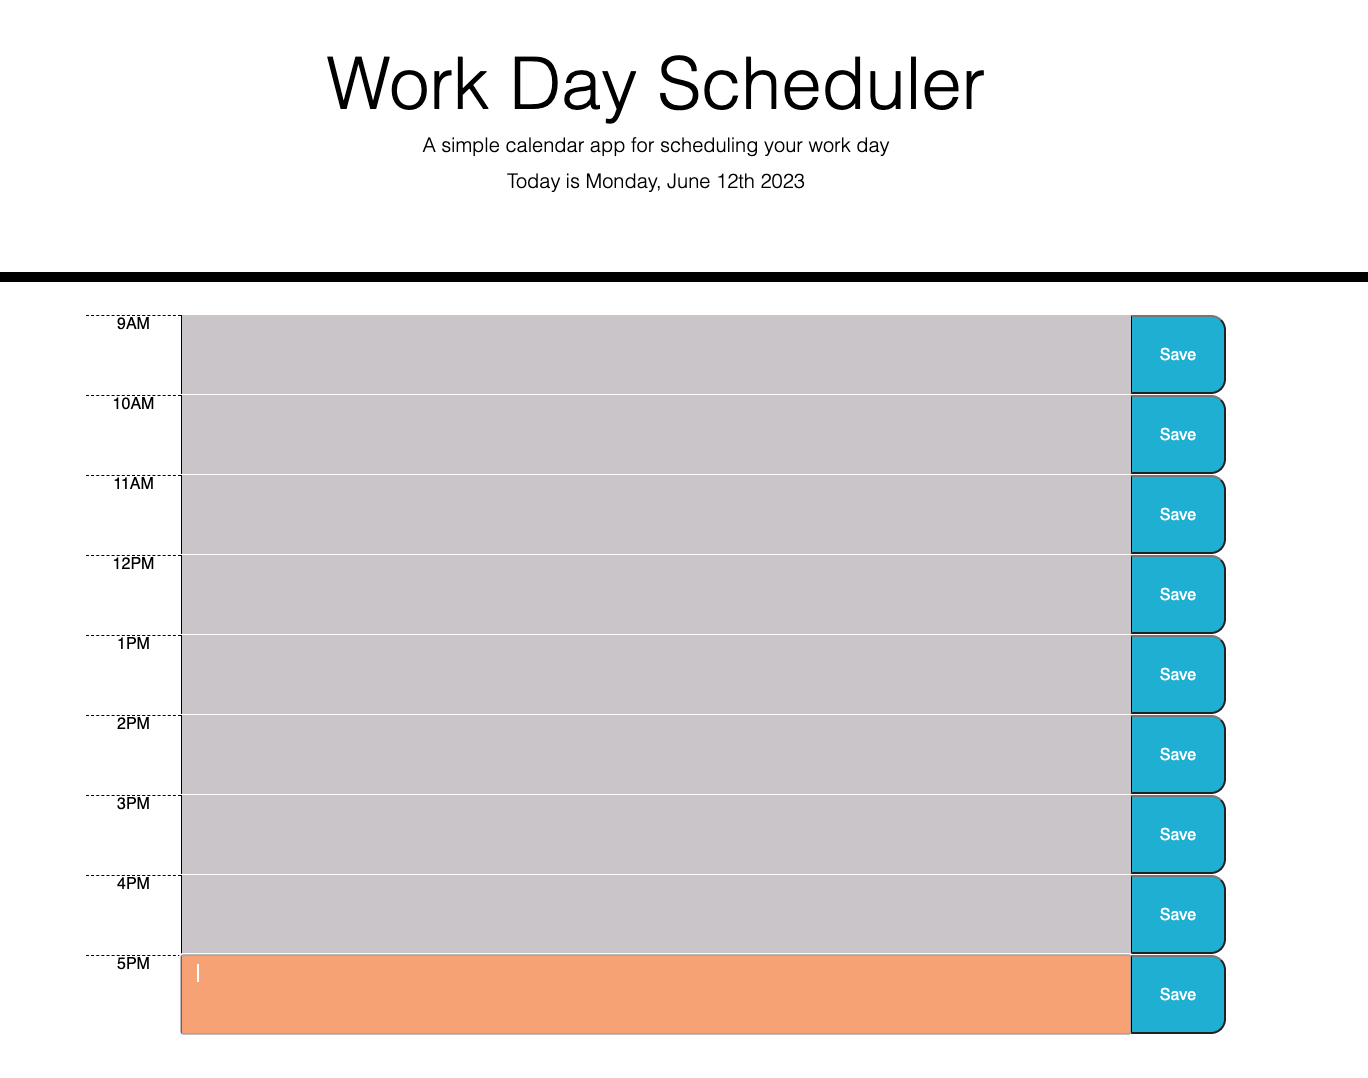 Work Day Scheduler
A simple calendar app for scheduling your work day
Today is Monday, June 12th 2023
9AM
Save
10AM
Save
11AM
Save
12PM
Save
1PM
Save
2PM
Save
3PM
Save
4PM
Save
5PM
Save